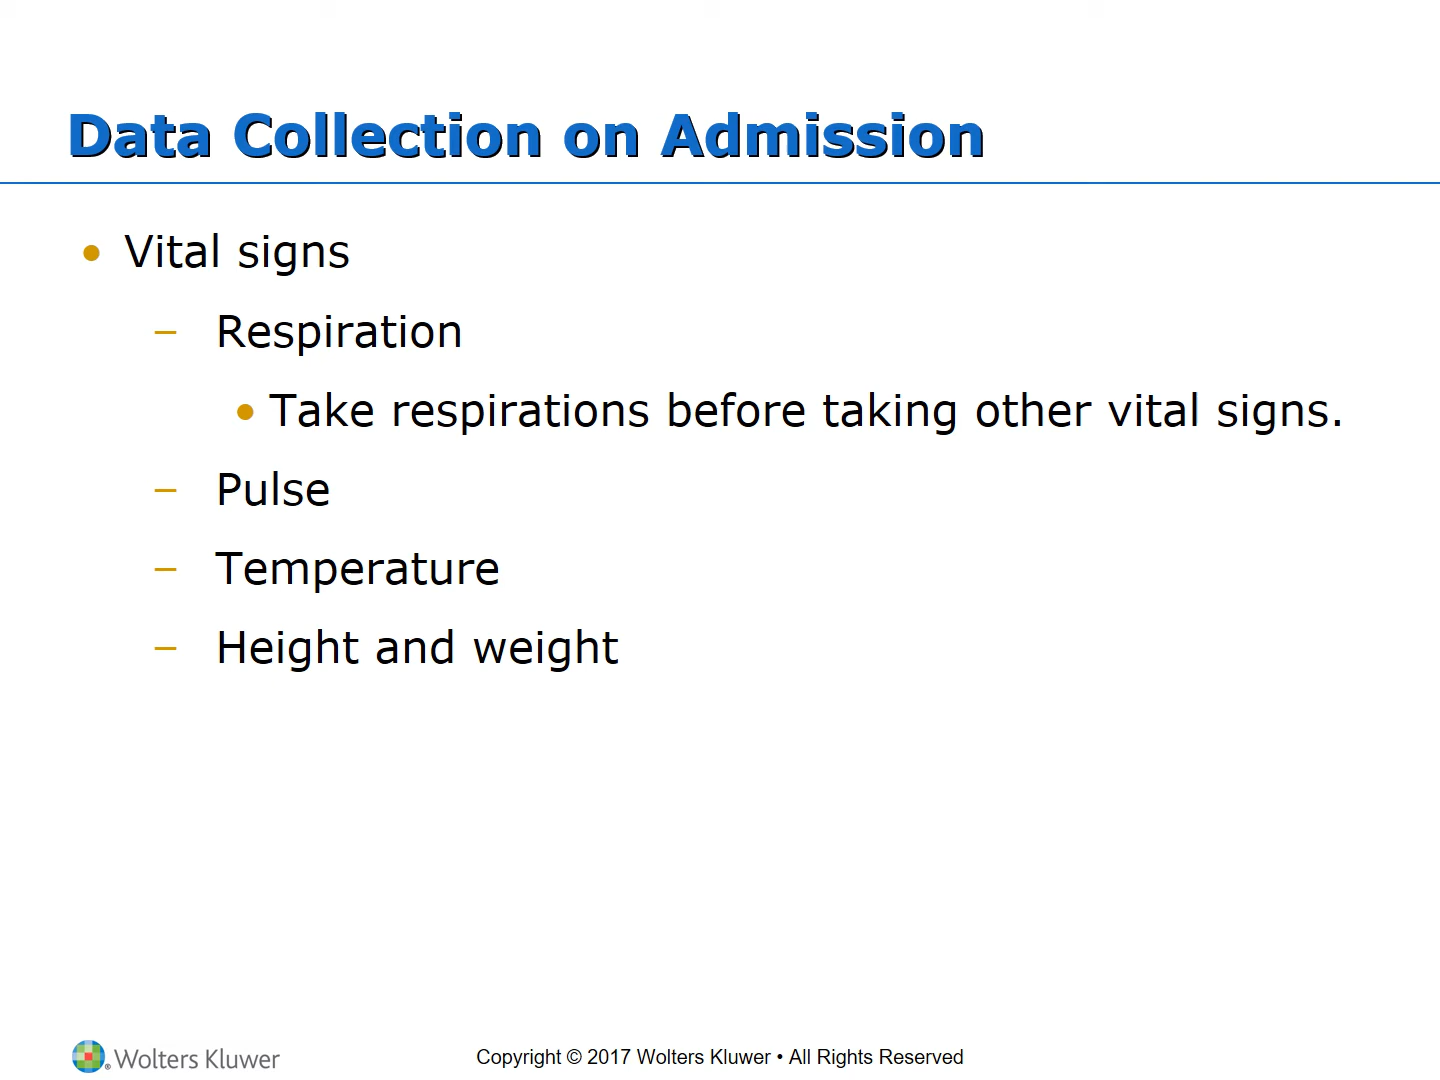 Data Collection on Admission
• Vital signs
– Respiration
• Take respirations before taking other vital signs.
– Pulse
– Temperature
– Height and weight
® Wolters Kluwer
Copyright © 2017 Wolters Kluwer • All Rights Reserved